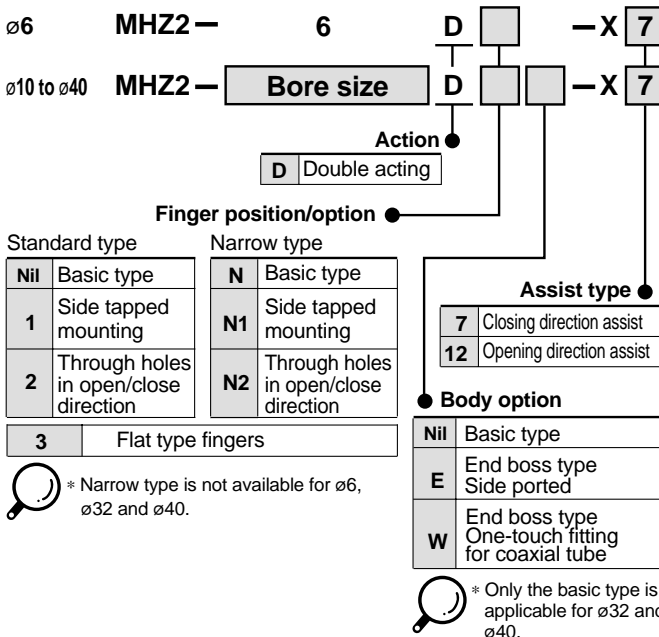 ø6 MHZ2 — 6 D — X 7
ø10 to ø40 MHZ2 — Bore size D — X 7
Action
D Double acting
Finger position/option
Standard type
Nil Basic type
1 Side tapped
mounting
2 Through holes
in open/close
direction
Narrow type
N Basic type
N1 Side tapped
mounting
N2 Through holes
in open/close
direction
3 Flat type fingers
* Narrow type is not available for ø6,
ø32 and ø40.
Assist type
7 Closing direction assist
12 Opening direction assist
Body option
Nil Basic type
E End boss type
Side ported
W End boss type
One-touch fitting
for coaxial tube
* Only the basic type is
applicable for ø32 and
ø40.